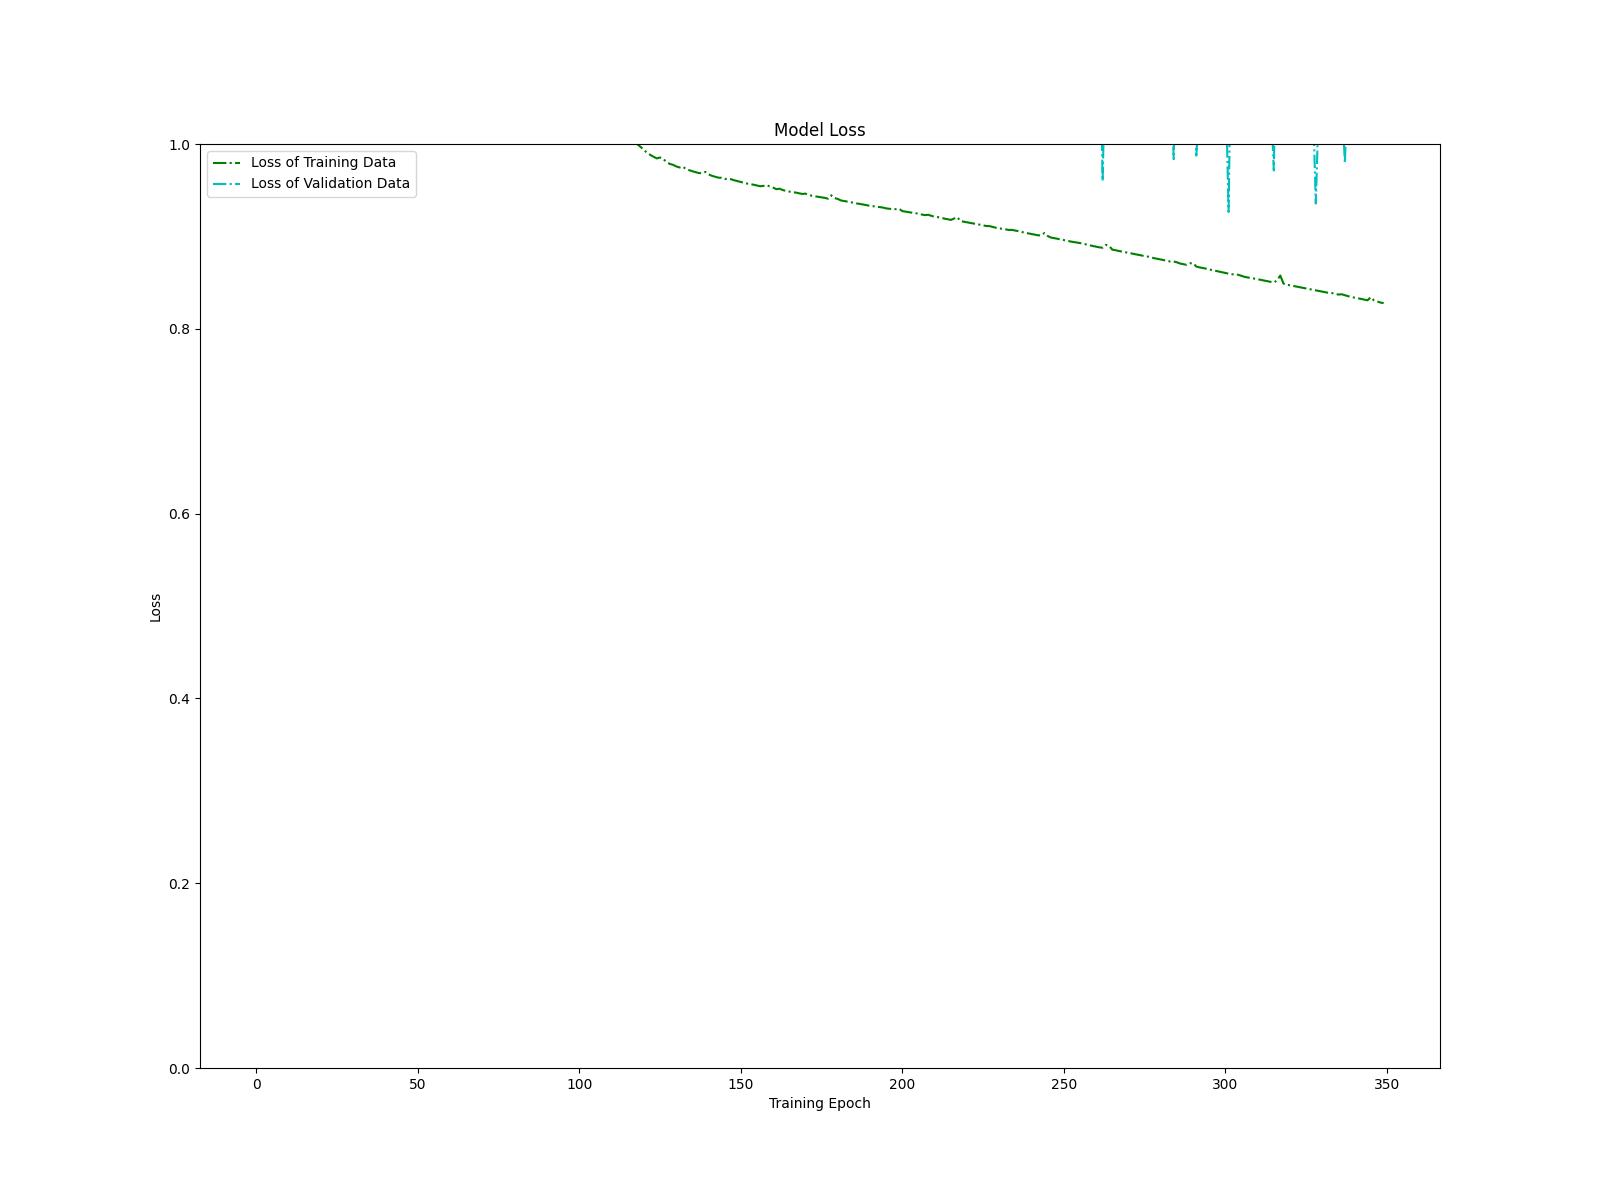 Model Loss
Loss of Training Data
Loss of Validation Data
1.0
0.8
0.6
0.4
0.2
0.0
Loss
0 50 100 150 200 250 300 350
Training Epoch